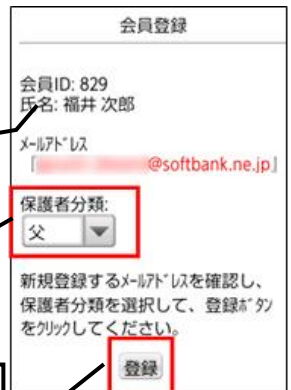 会員登録
会員ID: 829
氏名: 福井 次郎
ﾒｰﾙｱﾄﾞﾚｽ
「@softbank.ne.jp」
保護者分類:
父
新規登録するﾒｰﾙｱﾄﾞﾚｽを確認し、
保護者分類を選択して、登録ﾎﾞﾀﾝ
をｸﾘｯｸしてください。
登録